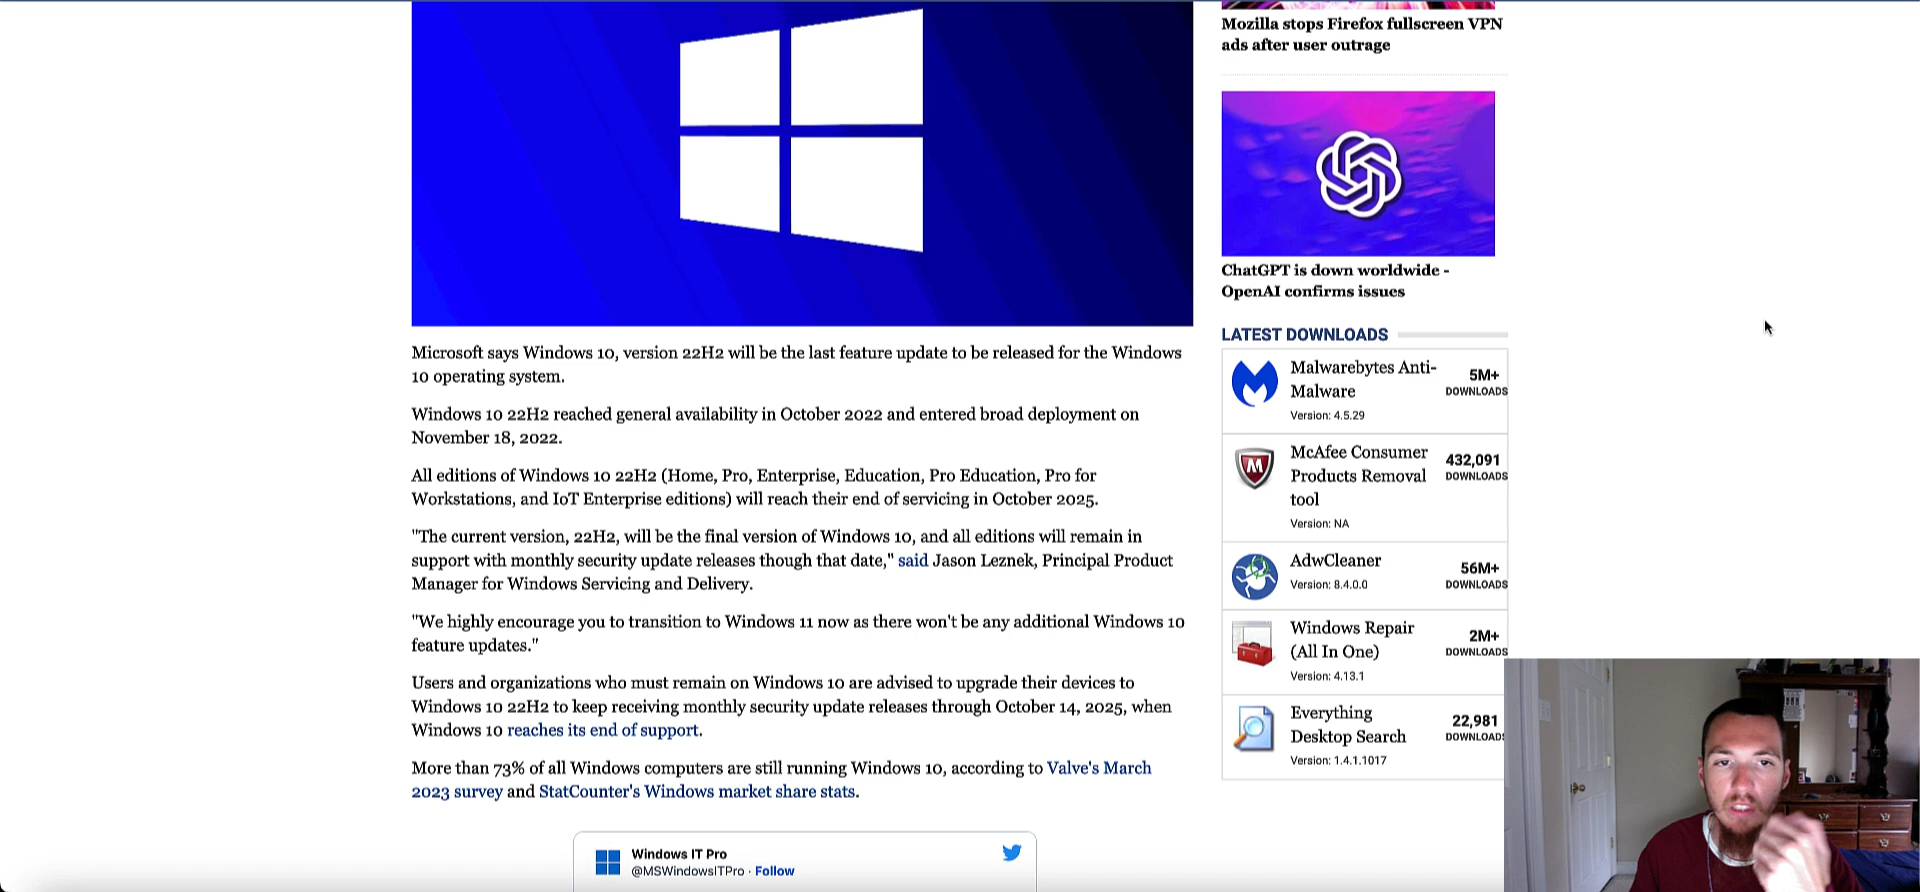 Microsoft says Windows 10, version 22H2 will be the last feature update to be released for the Windows
10 operating system.
Windows 10 22H2 reached general availability in October 2022 and entered broad deployment on
November 18, 2022.
All editions of Windows 10 22H2 (Home, Pro, Enterprise, Education, Pro Education, Pro for
Workstations, and IoT Enterprise editions) will reach their end of servicing in October 2025.
"The current version, 22H2, will be the final version of Windows 10, and all editions will remain in
support with monthly security update releases though that date," said Jason Leznek, Principal Product
Manager for Windows Servicing and Delivery.
"We highly encourage you to transition to Windows 11 now as there won't be any additional Windows 10
feature updates."
Users and organizations who must remain on Windows 10 are advised to upgrade their devices to
Windows 10 22H2 to keep receiving monthly security update releases through October 14, 2025, when
Windows 10 reaches its end of support.
More than 73% of all Windows computers are still running Windows 10, according to Valve's March
2023 survey and StatCounter's Windows market share stats.
Windows IT Pro
@MSWindowsITPro · Follow
Mozilla stops Firefox fullscreen VPN
ads after user outrage
ChatGPT is down worldwide -
OpenAI confirms issues
LATEST DOWNLOADS
Malwarebytes Anti-
Malware
Version: 4.5.29
5M+
DOWNLOADS
McAfee Consumer
Products Removal
tool
Version: NA
432,091
DOWNLOADS
AdwCleaner
Version: 8.4.0.0
56M+
DOWNLOADS
Windows Repair
(All In One)
Version: 4.13.1
2M+
DOWNLOADS
Everything
Desktop Search
Version: 1.4.1.1017
22,981
DOWNLOADS